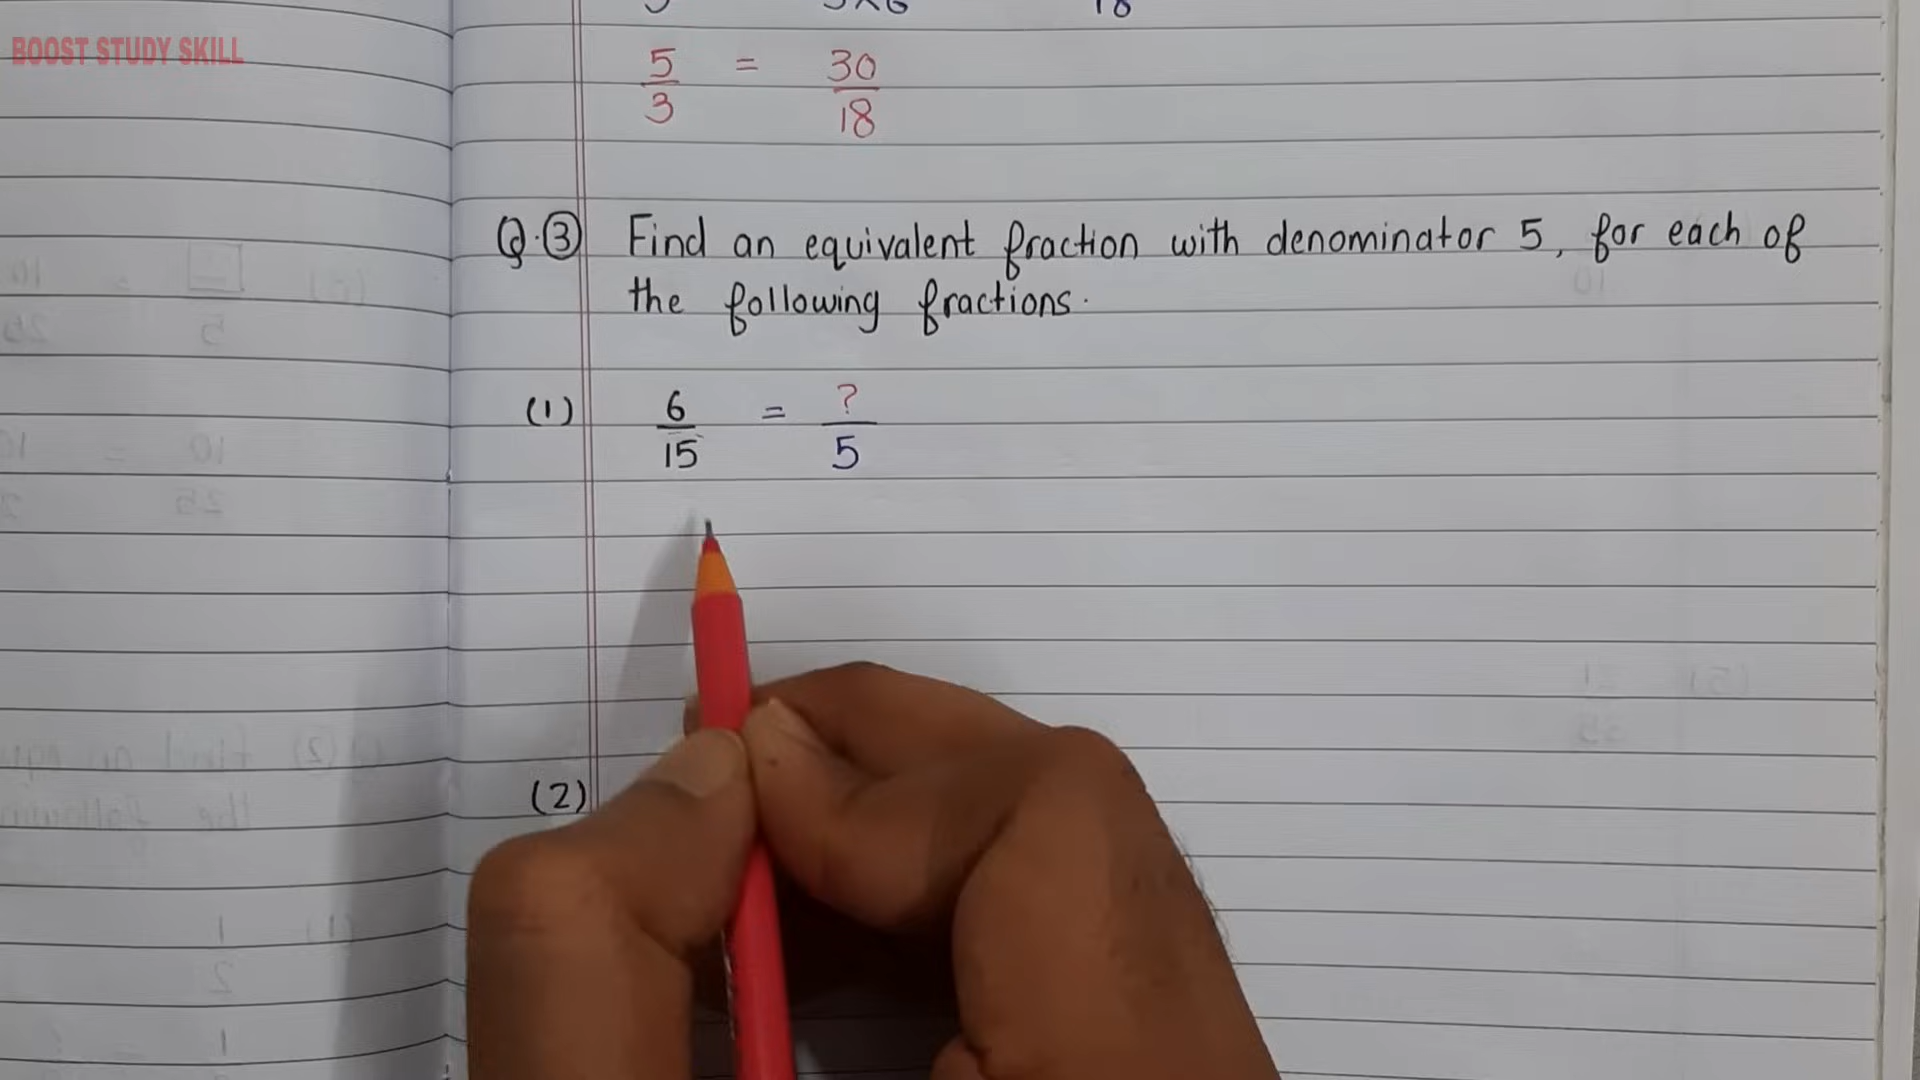 BOOST STUDY SKILL
18
5/3 = 30/18
Q.③ Find an equivalent fraction with denominator 5, for each of
the following fractions.
(1) 6/15 = ?/5
(2)